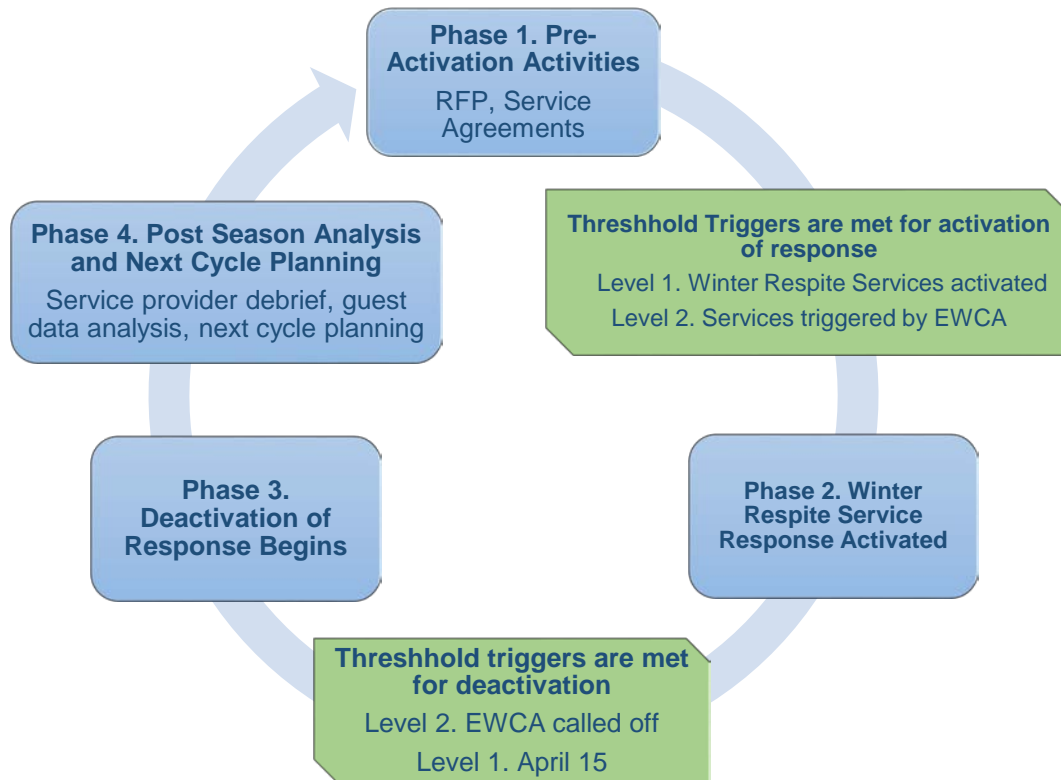 Phase 1. Pre-
Activation Activities
RFP, Service
Agreements
Threshhold Triggers are met for activation
of response
Level 1. Winter Respite Services activated
Level 2. Services triggered by EWCA
Phase 2. Winter
Respite Service
Response Activated
Threshhold triggers are met
for deactivation
Level 2. EWCA called off
Level 1. April 15
Phase 3.
Deactivation of
Response Begins
Phase 4. Post Season Analysis
and Next Cycle Planning
Service provider debrief, guest
data analysis, next cycle planning